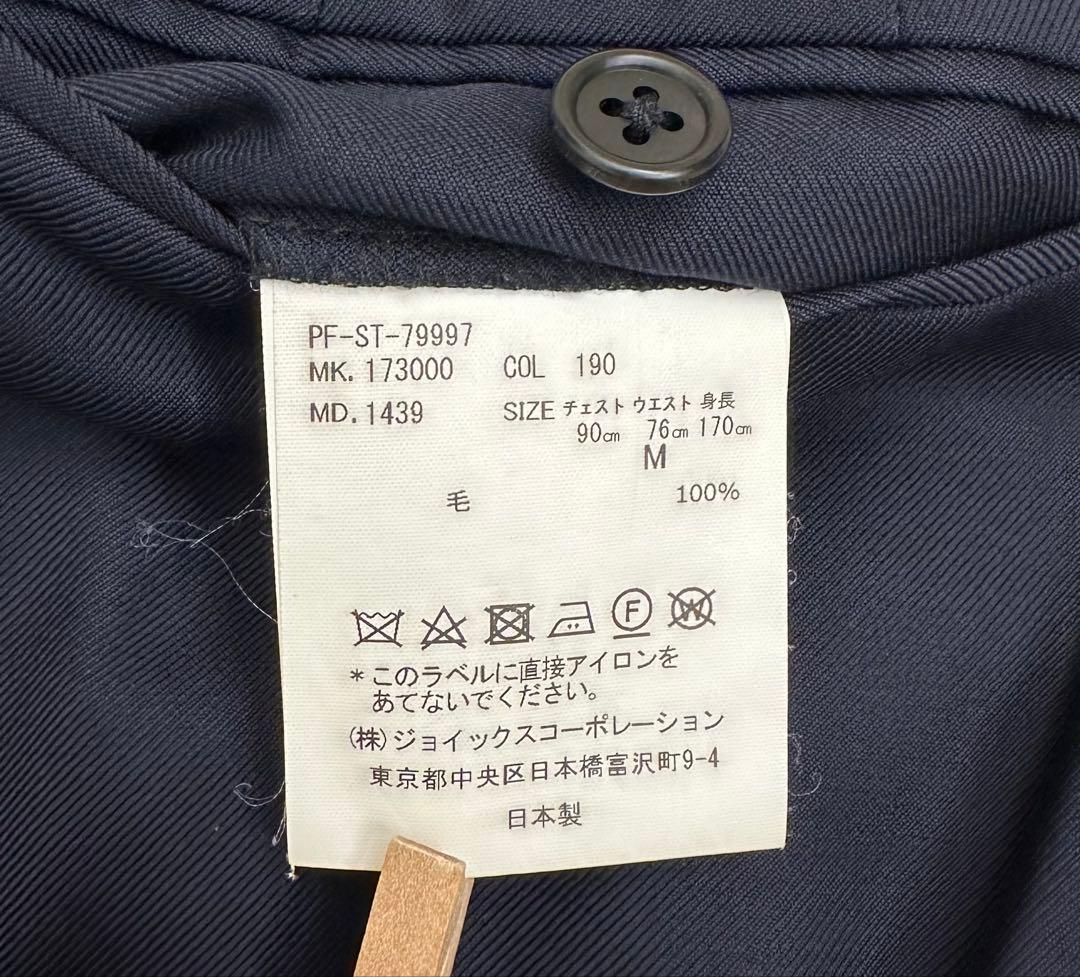 PF-ST-79997
MK. 173000 COL 190
MD. 1439 SIZE チェスト ウエスト 身長
90㎝ 76㎝ 170㎝
M
毛 100%
F W
*このラベルに直接アイロンを
あてないでください。
(株)ジョイックスコーポレーション
東京都中央区日本橋富沢町9-4
日本製